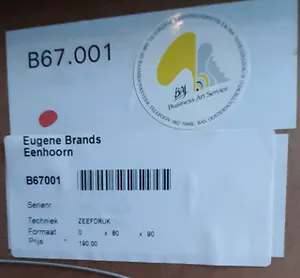 B67.001
BAS
Business Art Service
Eugene Brands
Eenhoorn
B67001
Serienr
Techniek ZEEFDRUK
Formaat 0 x 80 x 90
Prijs 190.00